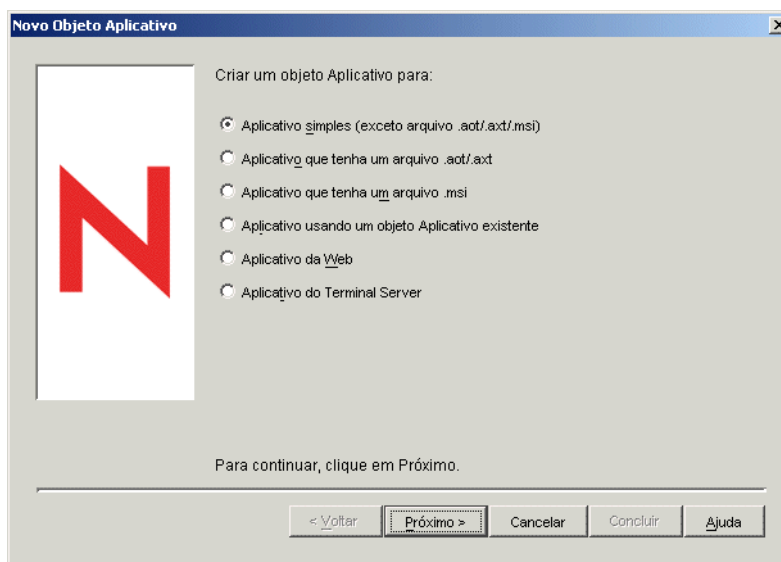 Novo Objeto Aplicativo
Criar um objeto Aplicativo para:
Aplicativo simples (exceto arquivo .aot/.axt/.msi)
Aplicativo que tenha um arquivo .aot/.axt
Aplicativo que tenha um arquivo .msi
Aplicativo usando um objeto Aplicativo existente
Aplicativo da Web
Aplicativo do Terminal Server
N
Para continuar, clique em Próximo.
< Voltar Próximo > Cancelar Concluir Ajuda